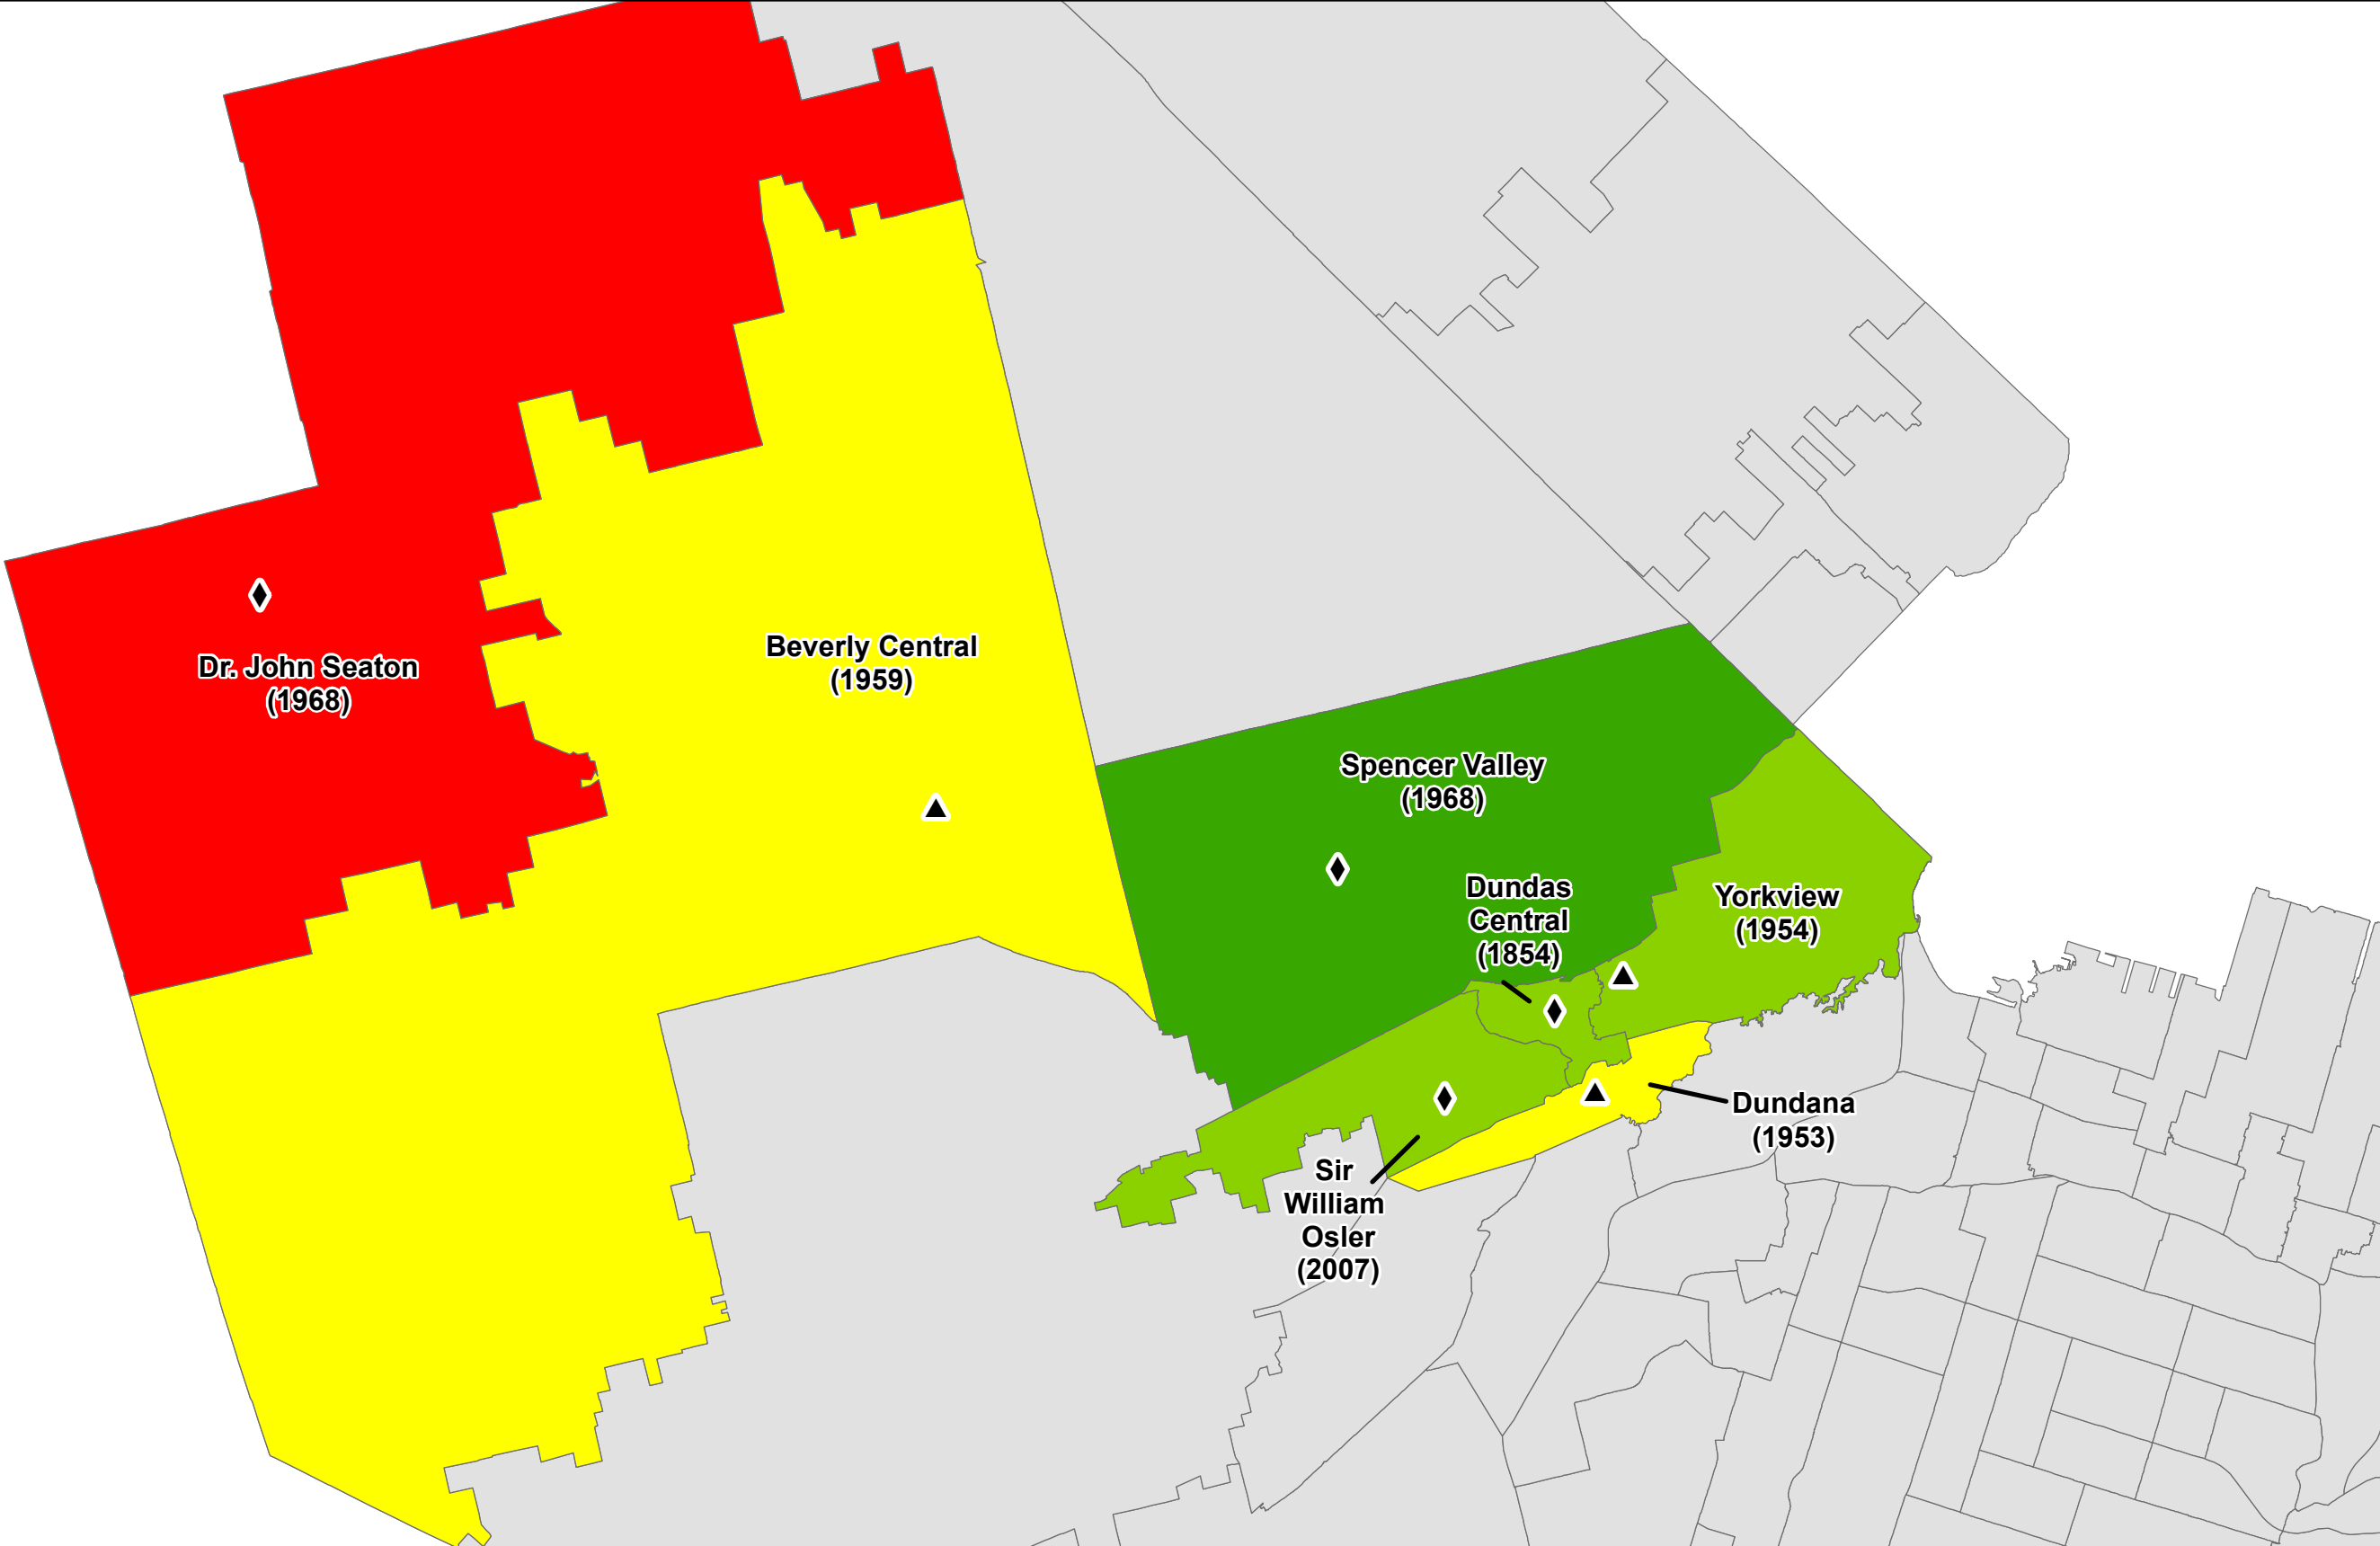 Dr. John Seaton
(1968)
Beverly Central
(1959)
Spencer Valley
(1968)
Dundas
Central
(1854)
Yorkview
(1954)
Dundana
(1953)
Sir
William
Osler
(2007)